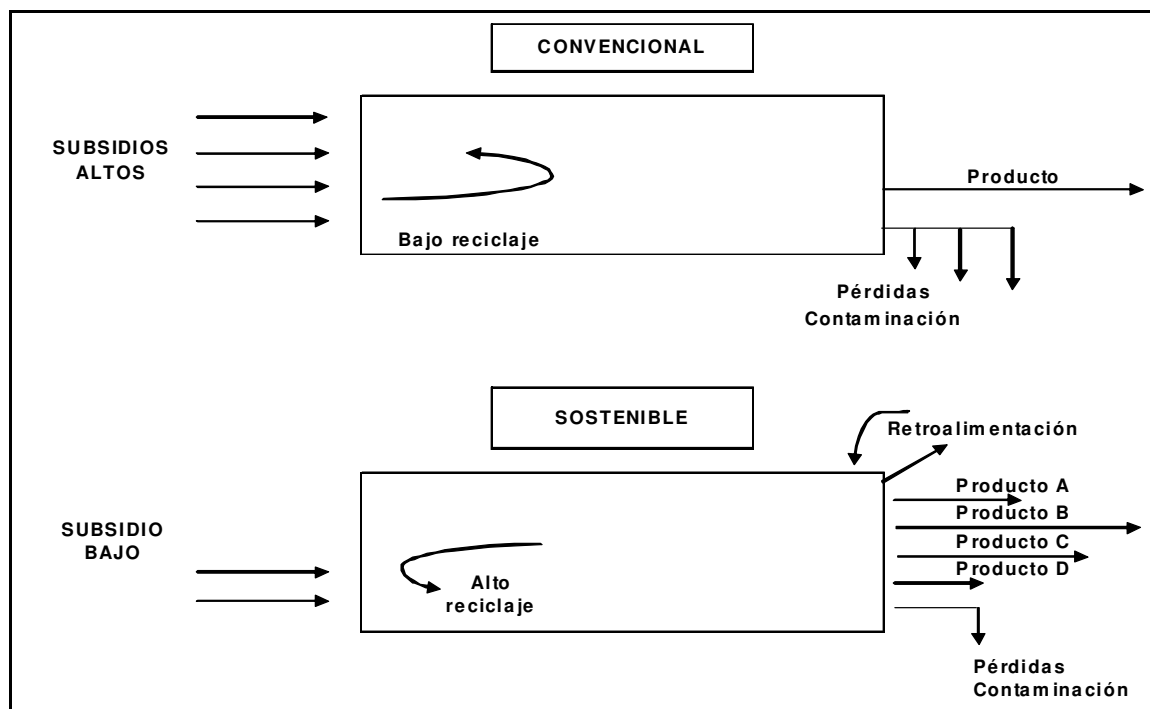 CONVENCIONAL
SUBSIDIOS
ALTOS
Producto
Bajo reciclaje
Pérdidas
Contaminación
SOSTENIBLE
Retroalimentación
Producto A
Producto B
SUBSIDIO
BAJO
Producto C
Producto D
Alto
reciclaje
Pérdidas
Contaminación